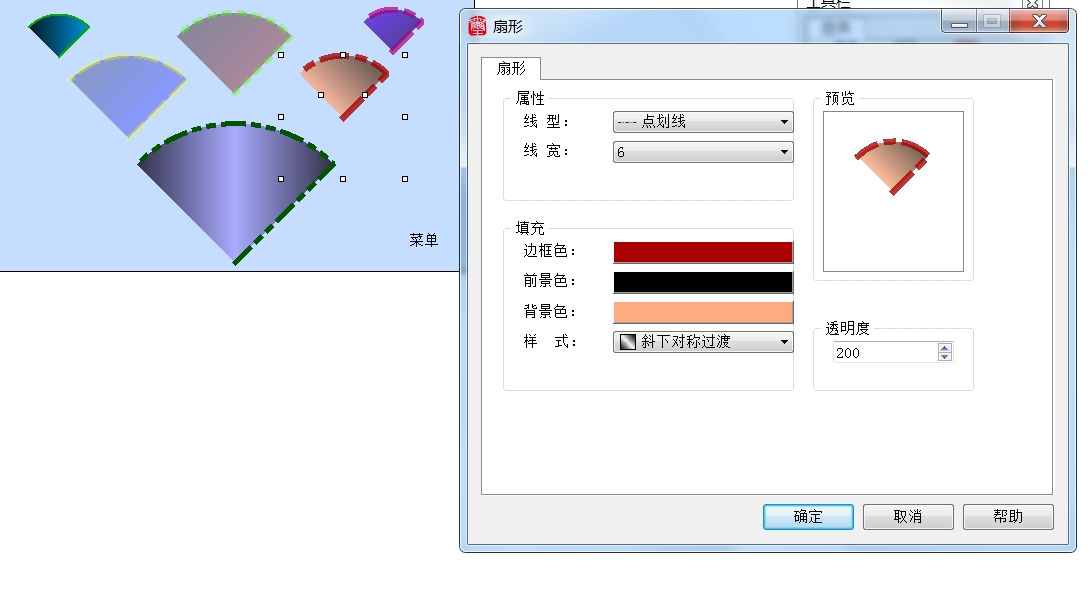 菜单
工具栏
扇形
扇形
属性
线 型：
点划线
线 宽：
6
填充
边框色：
前景色：
背景色：
样 式：
斜下对称过渡
预览
透明度
200
确定
取消
帮助